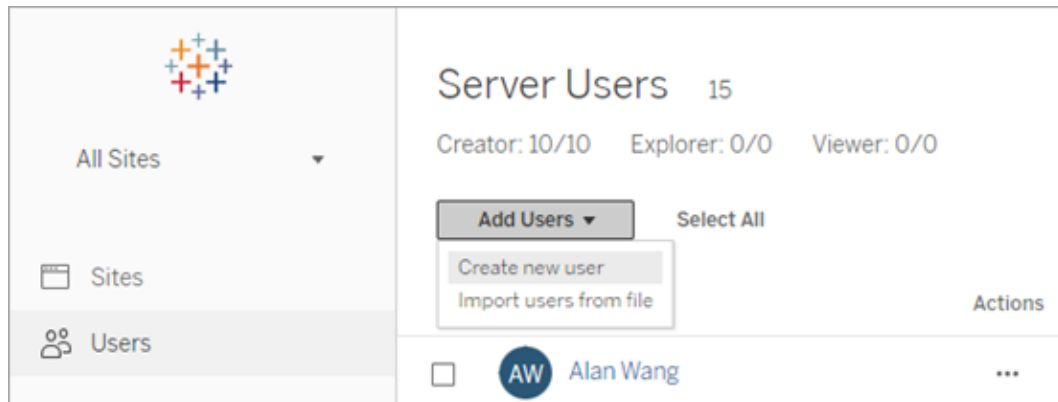 All Sites
Sites
Users
Server Users 15
Creator: 10/10 Explorer: 0/0 Viewer: 0/0
Add Users Select All
Create new user
Import users from file
Actions
AW Alan Wang